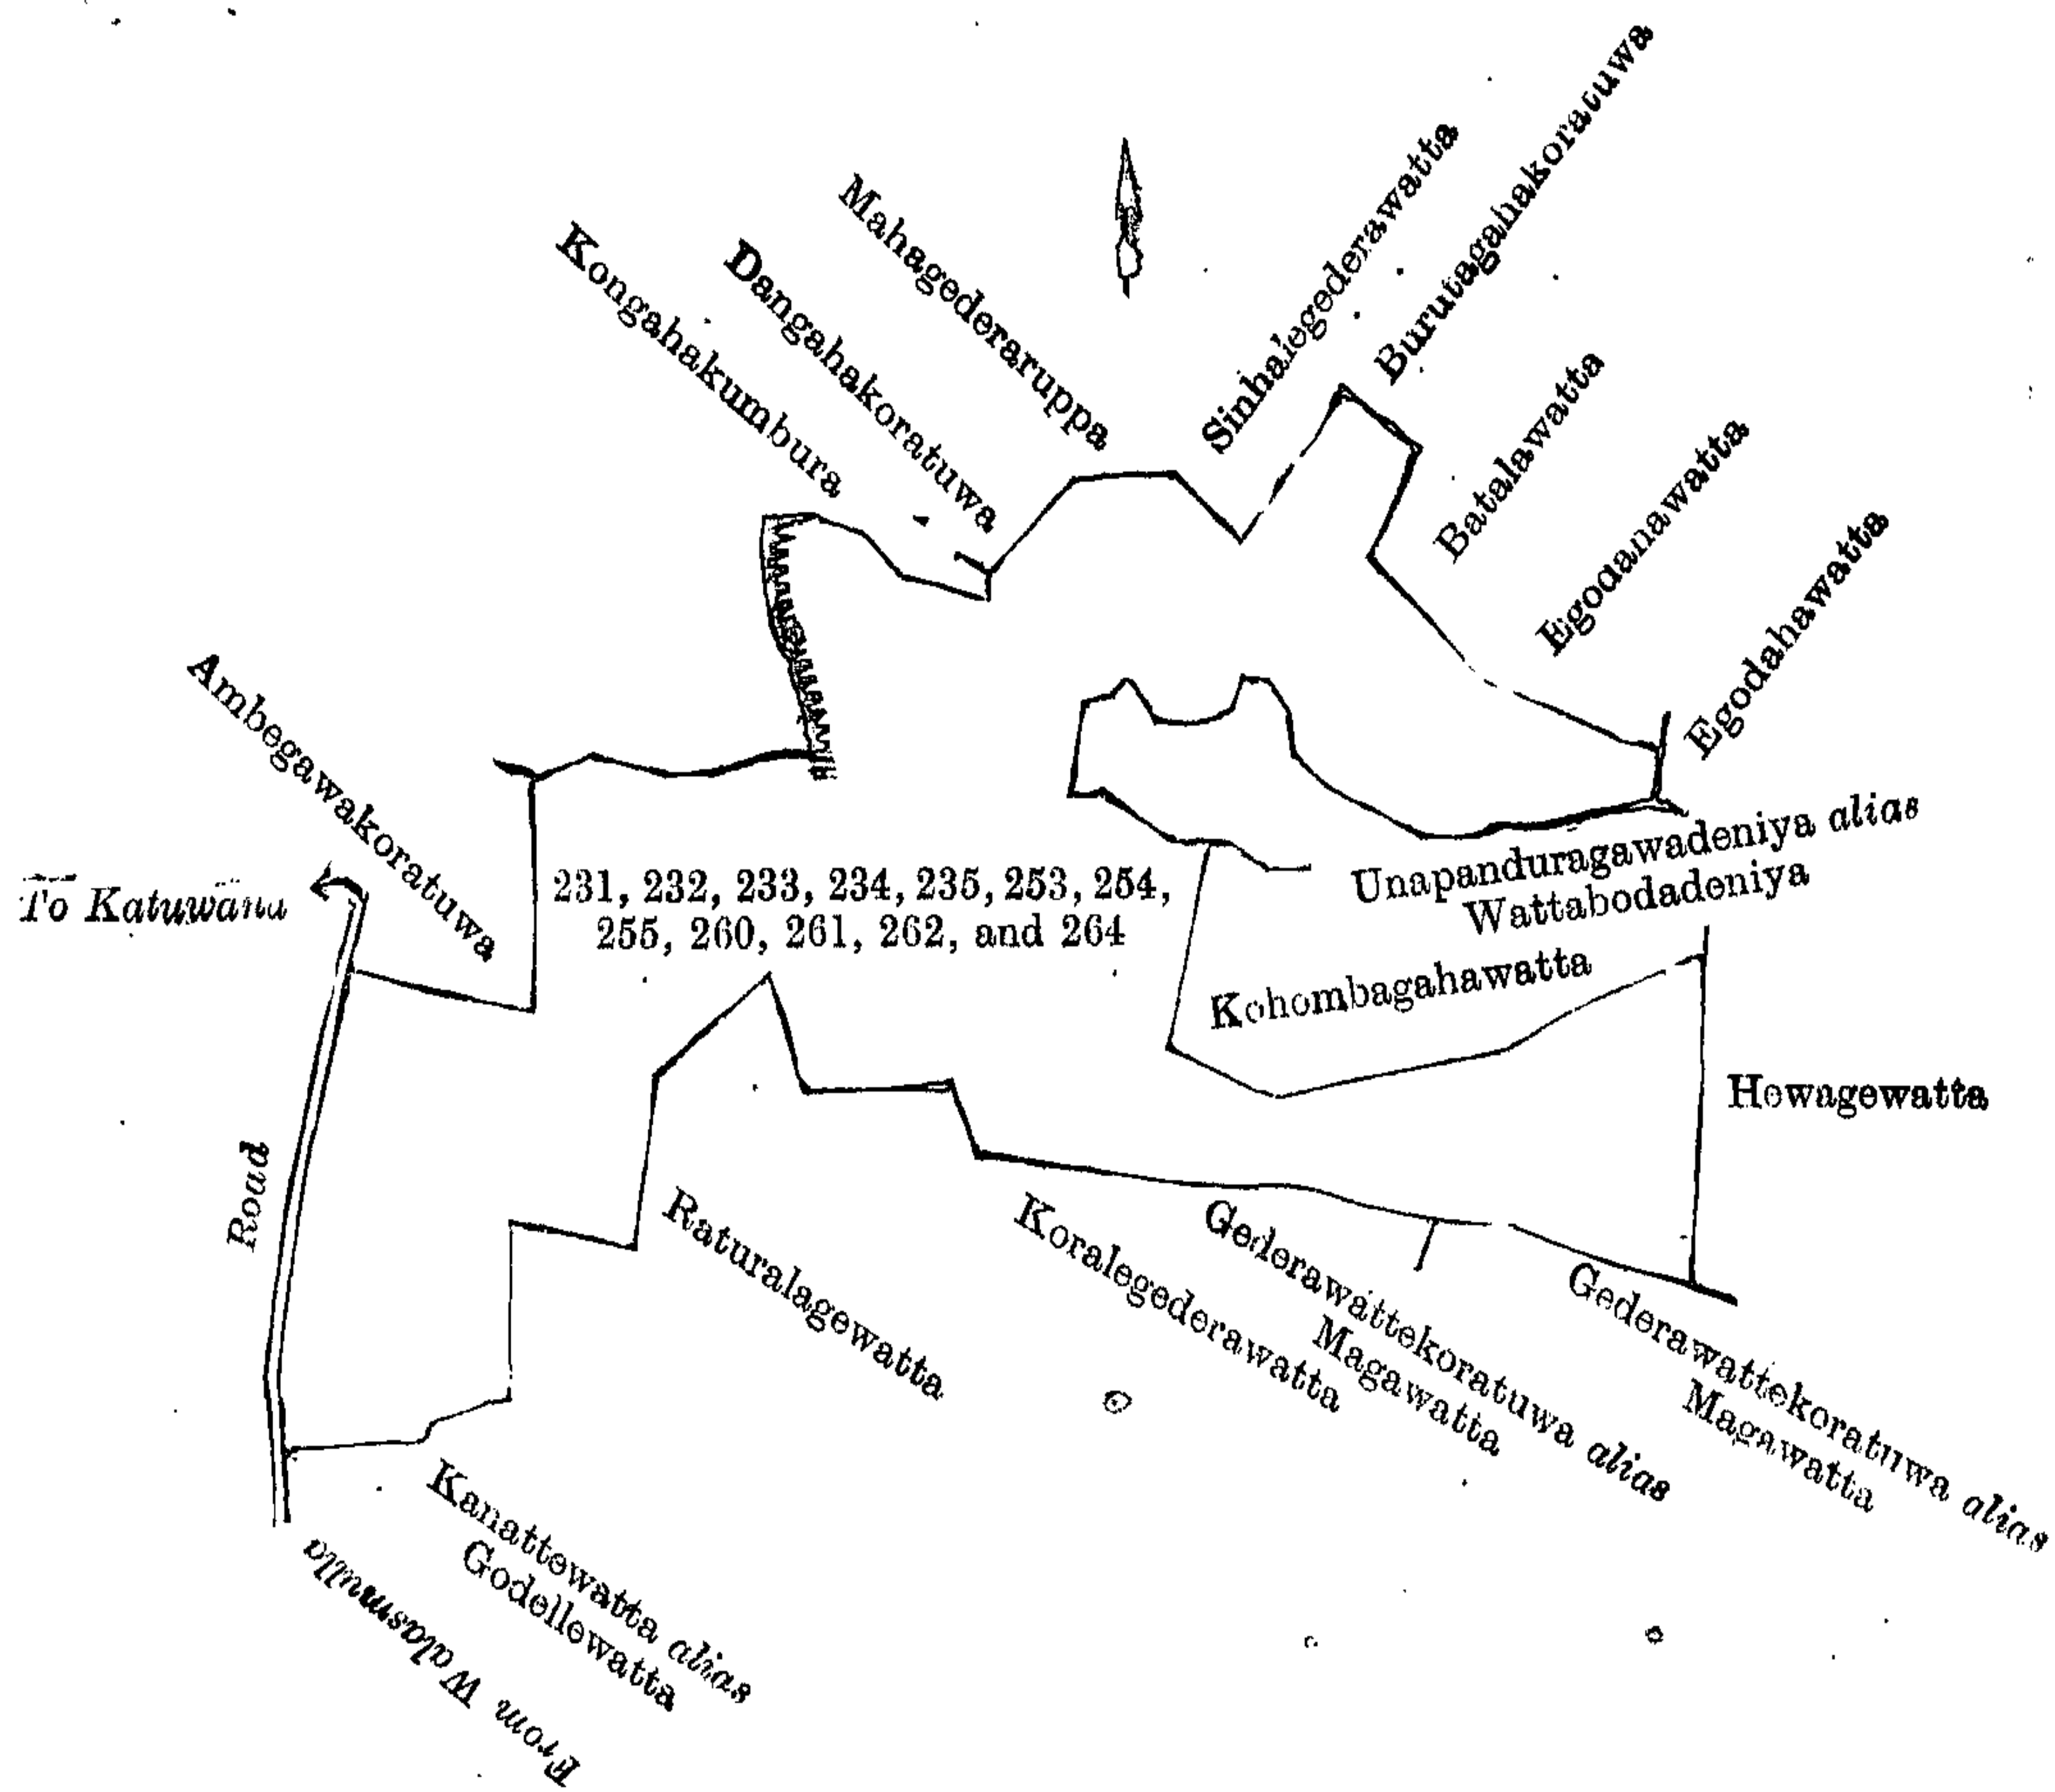 Kongahakumbura
Dangahakoratuwa
Mahagederaruppa
Sinhalegederawatta
Burutagahakoratuwa
Batalawatta
Egodanawatta
Egodahawatta
Ambegawakoratuwa
To Katuwana
231, 232, 233, 234, 235, 253, 254,
255, 260, 261, 262, and 264
Unapanduragawadeniya alias
Wattabodadeniya
Kohombagahawatta
Hewagewatta
Road
Raturalagewatta
Koralegederawatta
Gederawattekoratuwa alias
Magawatta
Gederawattekoratuwa alias
Magawatta
Kanattewatta alias
Godellewatta
From Walasmulla